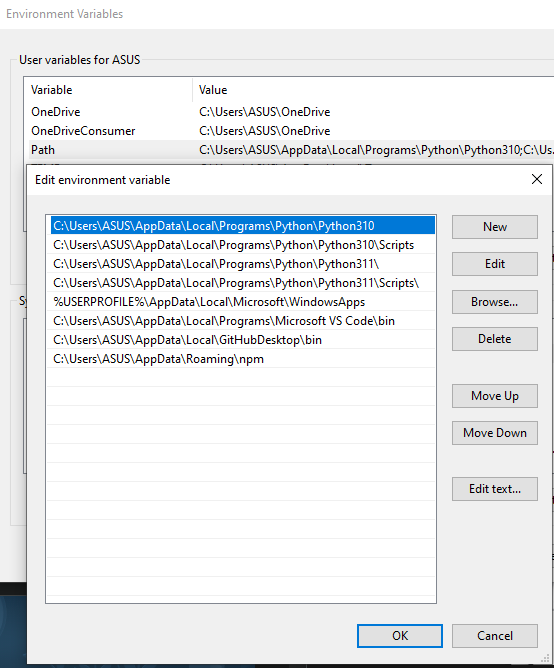 Environment Variables
User variables for ASUS
Variable Value
OneDrive C:\Users\ASUS\OneDrive
OneDriveConsumer C:\Users\ASUS\OneDrive
Path C:\Users\ASUS\AppData\Local\Programs\Python\Python310;C:\Us...
Edit environment variable
C:\Users\ASUS\AppData\Local\Programs\Python\Python310
C:\Users\ASUS\AppData\Local\Programs\Python\Python310\Scripts
C:\Users\ASUS\AppData\Local\Programs\Python\Python311\
C:\Users\ASUS\AppData\Local\Programs\Python\Python311\Scripts\
%USERPROFILE%\AppData\Local\Microsoft\WindowsApps
C:\Users\ASUS\AppData\Local\Programs\Microsoft VS Code\bin
C:\Users\ASUS\AppData\Local\GitHubDesktop\bin
C:\Users\ASUS\AppData\Roaming\npm
New
Edit
Browse...
Delete
Move Up
Move Down
Edit text...
OK
Cancel